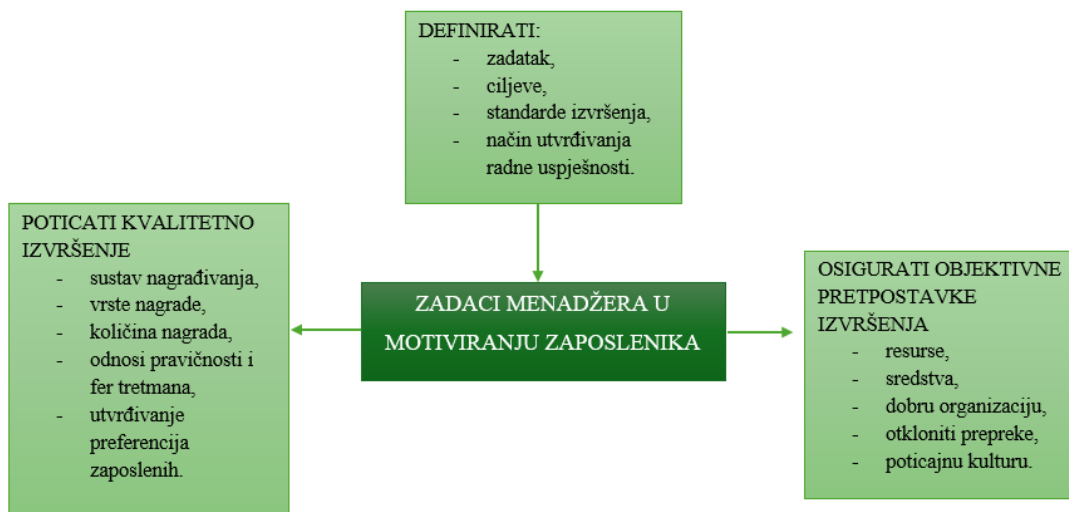 DEFINIRATI:
- zadatak,
- ciljeve,
- standarde izvršenja,
- način utvrđivanja
radne uspješnosti.
POTICATI KVALITETNO
IZVRŠENJE
- sustav nagrađivanja,
- vrste nagrade,
- količina nagrada,
- odnosi pravičnosti i
fer tretmana,
- utvrđivanje
preferencija
zaposlenih.
ZADACI MENADŽERA U
MOTIVIRANJU ZAPOSLENIKA
OSIGURATI OBJEKTIVNE
PRETPOSTAVKE
IZVRŠENJA
- resurse,
- sredstva,
- dobru organizaciju,
- otkloniti prepreke,
- poticajnu kulturu.